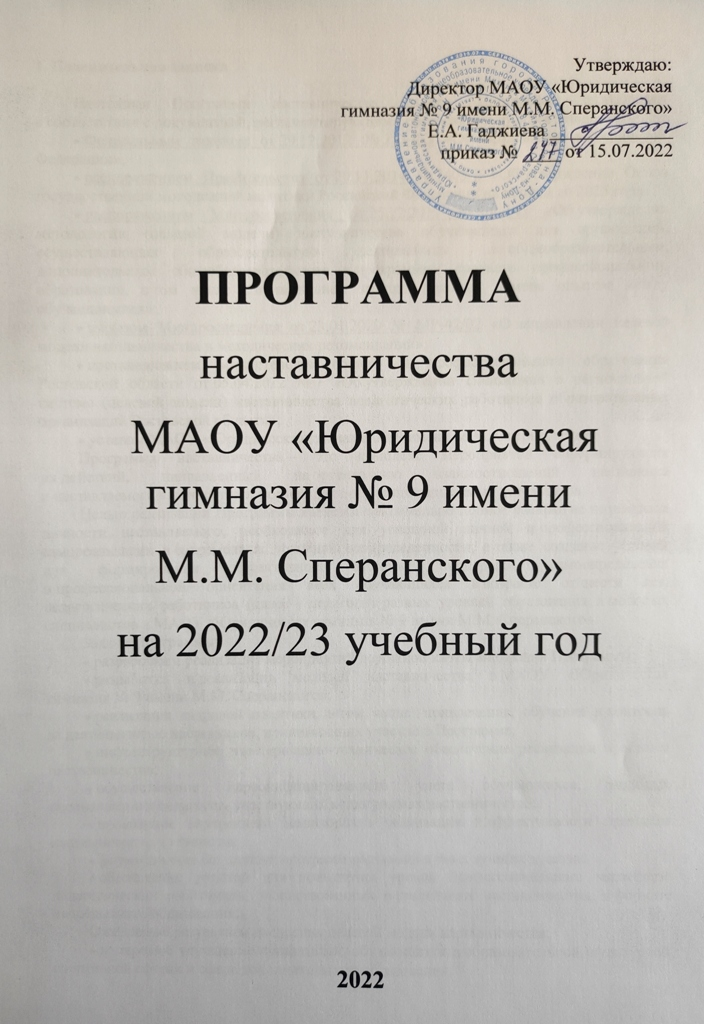 Утверждаю:
Директор МАОУ «Юридическая
гимназия № 9 имени М.М. Сперанского»
Е.А. Гаджиева
приказ № 247 от 15.07.2022
ПРОГРАММА
наставничества
МАОУ «Юридическая
гимназия № 9 имени
М.М. Сперанского»
на 2022/23 учебный год
2022